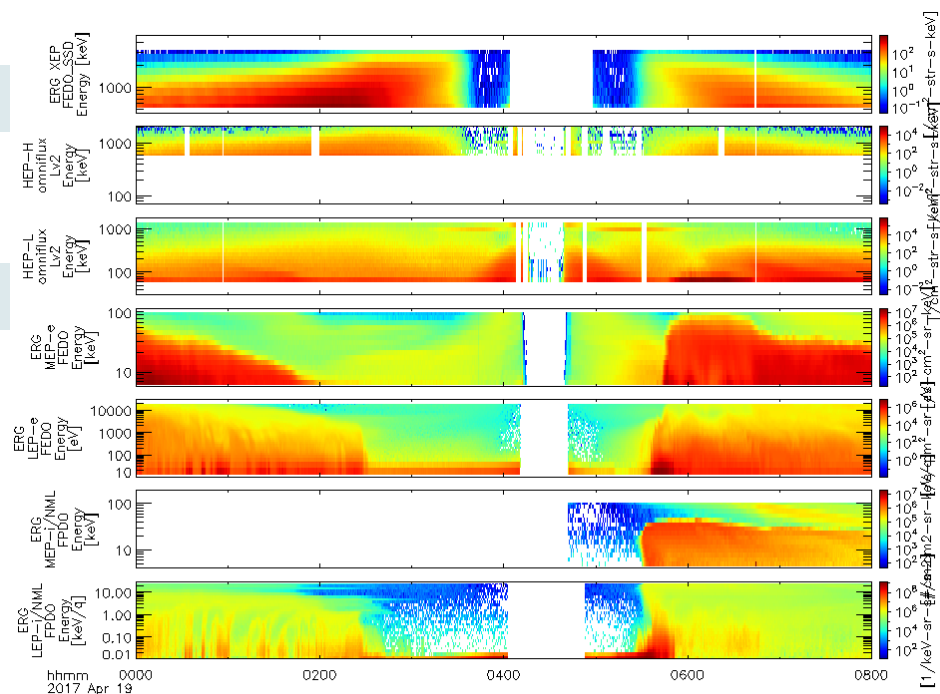 ERG XEP
FEDO_SSD
Energy [keV]
1000
10²
10¹
10⁰
10⁻¹
HEP-H
omniflux
Lv2
Energy
[keV]
1000
100
10⁴
10²
10⁰
10⁻²
HEP-L
omniflux
Lv2
Energy
[keV]
1000
100
10⁴
10²
10⁰
10⁻²
ERG
MEP-e
FEDO
Energy
[keV]
100
10
10⁷
10⁶
10⁵
10⁴
10³
10²
ERG
LEP-e
FEDO
Energy
[eV]
10000
1000
100
10
10⁶
10⁴
10²
10⁰
ERG
MEP-i/NML
FPDO
Energy
[keV]
100
10
10⁷
10⁶
10⁵
10⁴
10³
10²
ERG
LEP-i/NML
FPDO
Energy
[keV/q]
10.00
1.00
0.10
0.01
10⁸
10⁶
10⁴
10²
hhmm
2017 Apr 19
0000
0200
0400
0600
0800